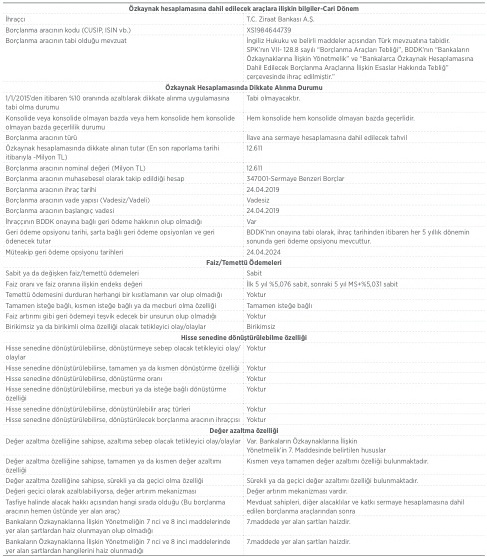 Özkaynak hesaplamasına dahil edilecek araçlara ilişkin bilgiler-Cari Dönem
İhraççı T.C. Ziraat Bankası A.Ş.
Borçlanma aracının kodu (CUSIP, ISIN vb.) XS1984644739
Borçlanma aracının tabi olduğu mevzuat İngiliz Hukuku ve belirli maddeler açısından Türk mevzuatına tabidir.
SPK'nın VII- 128.8 sayılı "Borçlanma Araçları Tebliği", BDDK'nın "Bankaların
Özkaynaklarına İlişkin Yönetmelik" ve "Bankalarca Özkaynak Hesaplamasına
Dahil Edilecek Borçlanma Araçlarına İlişkin Esaslar Hakkında Tebliğ"
çerçevesinde ihraç edilmiştir."
Özkaynak Hesaplamasında Dikkate Alınma Durumu
1/1/2015'den itibaren %10 oranında azaltılarak dikkate alınma uygulamasına Tabi olmayacaktır.
tabi olma durumu
Konsolide veya konsolide olmayan bazda veya hem konsolide hem konsolide Hem konsolide hem konsolide olmayan bazda geçerlidir.
olmayan bazda geçerlilik durumu
Borçlanma aracının türü İlave ana sermaye hesaplamasına dahil edilecek tahvil
Özkaynak hesaplamasında dikkate alınan tutar (En son raporlama tarihi 12.611
itibarıyla -Milyon TL)
Borçlanma aracının nominal değeri (Milyon TL) 12.611
Borçlanma aracının muhasebesel olarak takip edildiği hesap 347001-Sermaye Benzeri Borçlar
Borçlanma aracının ihraç tarihi 24.04.2019
Borçlanma aracının vade yapısı (Vadesiz/Vadeli) Vadesiz
Borçlanma aracının başlangıç vadesi 24.04.2019
İhraççının BDDK onayına bağlı geri ödeme hakkının olup olmadığı Var
Geri ödeme opsiyonu tarihi, şarta bağlı geri ödeme opsiyonları ve geri BDDK'nın onayına tabi olarak, ihraç tarihinden itibaren her 5 yıllık dönemin
ödenecek tutar sonunda geri ödeme opsiyonu mevcuttur.
Müteakip geri ödeme opsiyonu tarihleri 24.04.2024
Faiz/Temettü Ödemeleri
Sabit ya da değişken faiz/temettü ödemeleri Sabit
Faiz oranı ve faiz oranına ilişkin endeks değeri İlk 5 yıl %5,076 sabit, sonraki 5 yıl MS+%5,031 sabit
Temettü ödemesini durduran herhangi bir kısıtlamanın var olup olmadığı Yoktur
Tamamen isteğe bağlı, kısmen isteğe bağlı ya da mecburi olma özelliği Tamamen isteğe bağlı
Faiz artırımı gibi geri ödemeyi teşvik edecek bir unsurun olup olmadığı Yoktur
Birikimsiz ya da birikimli olma özelliği olacak tetikleyici olay/olaylar Birikimsiz
Hisse senedine dönüştürülebilme özelliği
Hisse senedine dönüştürülebilirse, dönüştürmeye sebep olacak tetikleyici olay/ Yoktur
olaylar
Hisse senedine dönüştürülebilirse, tamamen ya da kısmen dönüştürme özelliği Yoktur
Hisse senedine dönüştürülebilirse, dönüştürme oranı Yoktur
Hisse senedine dönüştürülebilirse, mecburi ya da isteğe bağlı dönüştürme Yoktur
özelliği
Hisse senedine dönüştürülebilirse, dönüştürülebilir araç türleri Yoktur
Hisse senedine dönüştürülebilirse, dönüştürülecek borçlanma aracının ihraççısı Yoktur
Değer azaltma özelliği
Değer azaltma özelliğine sahipse, azaltıma sebep olacak tetikleyici olay/olaylar Var. Bankaların Özkaynaklarına İlişkin
Yönetmelik'in 7. Maddesinde belirtilen hususlar
Değer azaltma özelliğine sahipse, tamamen ya da kısmen değer azaltımı Kısmen veya tamamen değer azaltımı özelliği bulunmaktadır.
özelliği
Değer azaltma özelliğine sahipse, sürekli ya da geçici olma özelliği Sürekli ya da geçici değer azaltımı özelliği bulunmaktadır.
Değeri geçici olarak azaltılabiliyorsa, değer artırım mekanizması Değer artırım mekanizması vardır.
Tasfiye halinde alacak hakkı açısından hangi sırada olduğu (Bu borçlanma Mevduat sahipleri, diğer alacaklılar ve katkı sermaye hesaplamasına dahil
aracının hemen üstünde yer alan araç) edilen borçlanma araçlarından sonra
Bankaların Özkaynaklarına İlişkin Yönetmeliğin 7 nci ve 8 inci maddelerinde 7.maddede yer alan şartları haizdir.
yer alan şartlardan haiz olunmayan olup olmadığı
Bankaların Özkaynaklarına İlişkin Yönetmeliğin 7 nci ve 8 inci maddelerinde 7.maddede yer alan şartları haizdir.
yer alan şartlardan hangilerini haiz olunmadığı